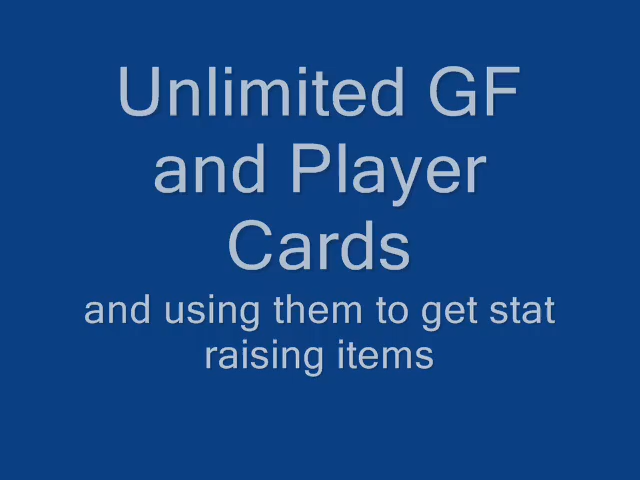 Unlimited GF
and Player
Cards
and using them to get stat
raising items